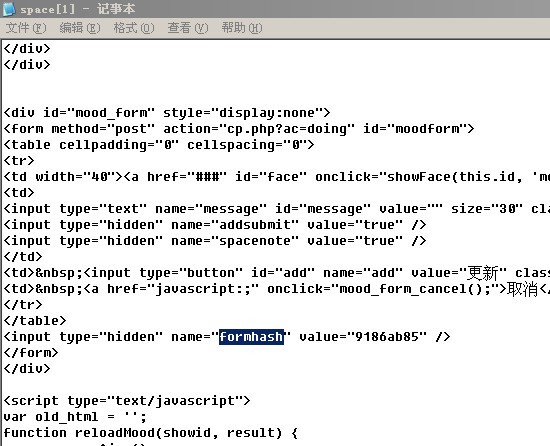 space[1] - 记事本
文件(F) 编辑(E) 格式(O) 查看(V) 帮助(H)
</div>
</div>
<div id="mood_form" style="display:none">
<form method="post" action="cp.php?ac=doing" id="moodform">
<table cellpadding="0" cellspacing="0">
<tr>
<td width="40"><a href="###" id="face" onclick="showFace(this.id, 'me
<td>
<input type="text" name="message" id="message" value="" size="30" cla
<input type="hidden" name="addsubmit" value="true" />
<input type="hidden" name="spacenote" value="true" />
</td>
<td>&nbsp;<input type="button" id="add" name="add" value="更新" class
<td>&nbsp;<a href="javascript:;" onclick="mood_form_cancel();">取消</
</tr>
</table>
<input type="hidden" name="formhash" value="9186ab85" />
</form>
</div>
<script type="text/javascript">
var old_html = '';
function reloadMood(showid, result) {